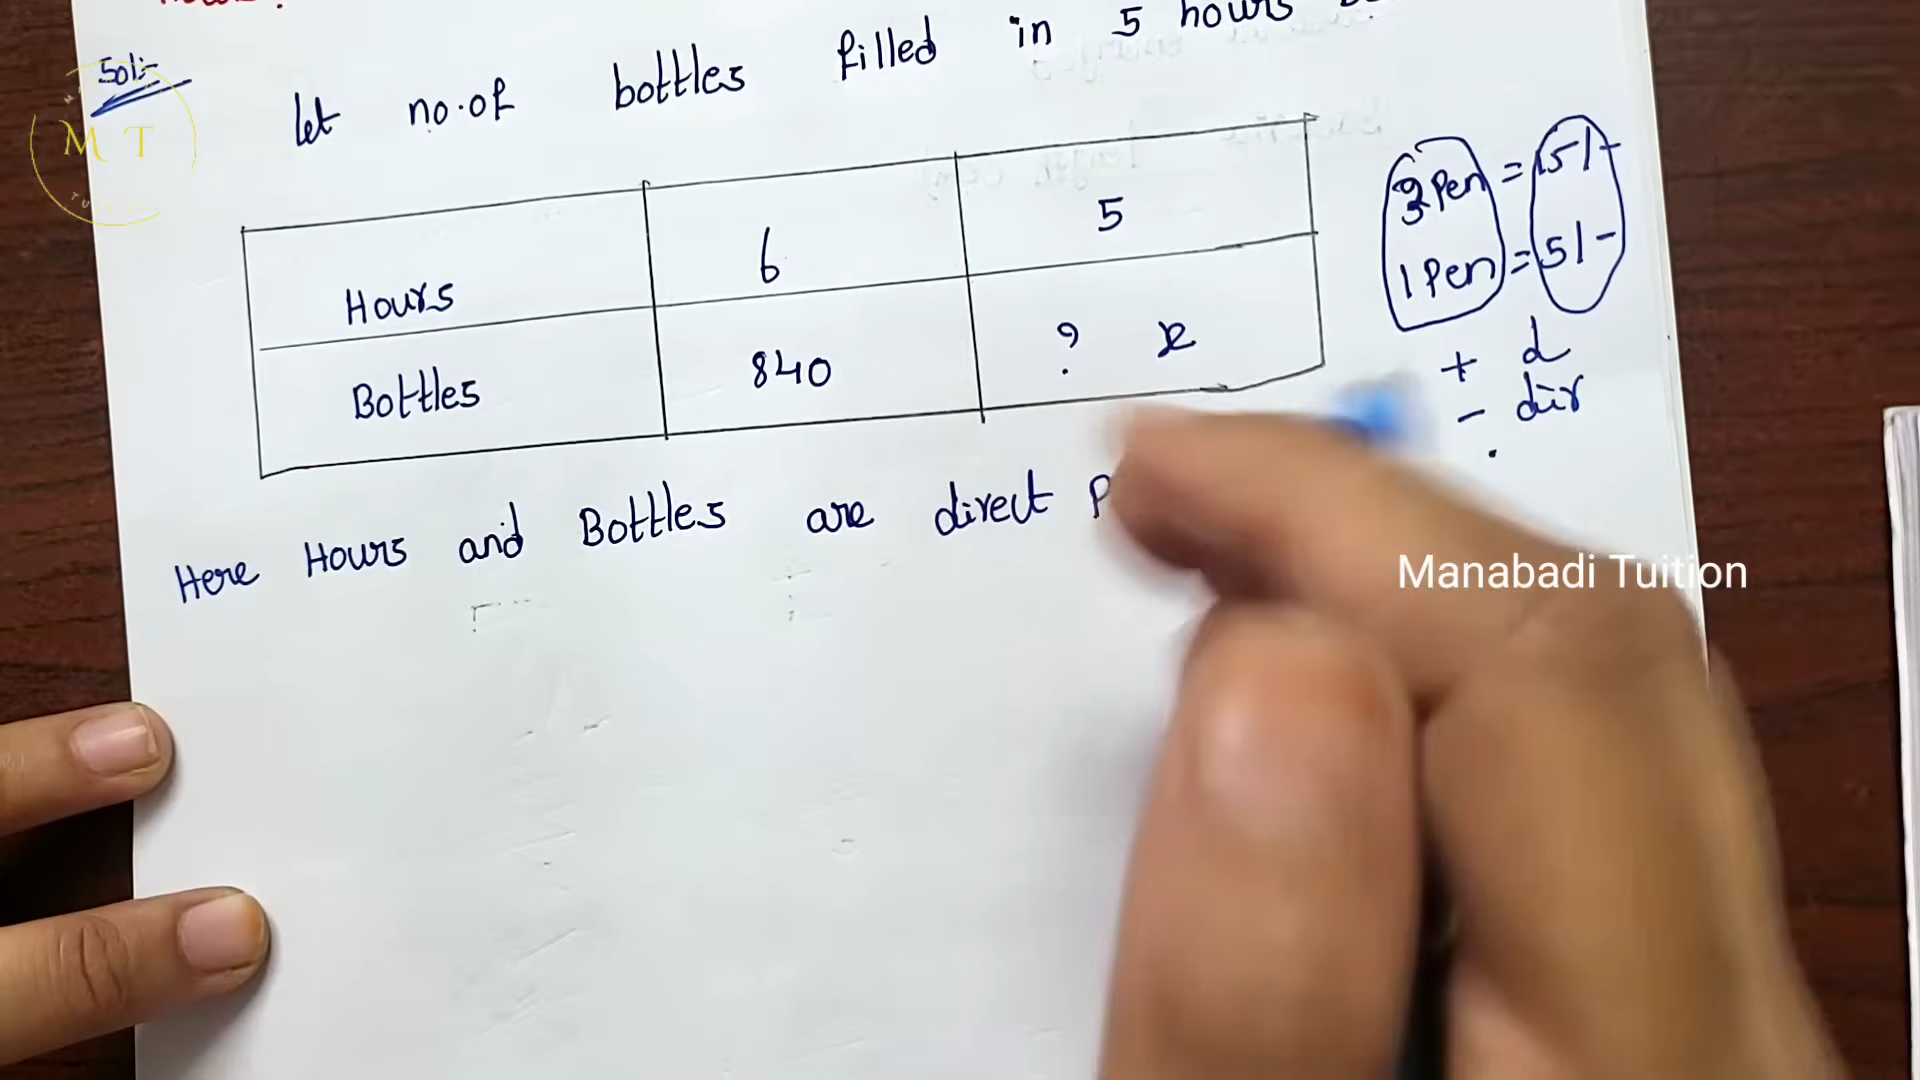 Sol:-
let no.of bottles filled in 5 hours
M T
Hours 6 5
Bottles 840 ? x
3 Pen = 15/-
1 Pen = 5/-
+ d
- dir
Here Hours and Bottles are direct P
Manabadi Tuition